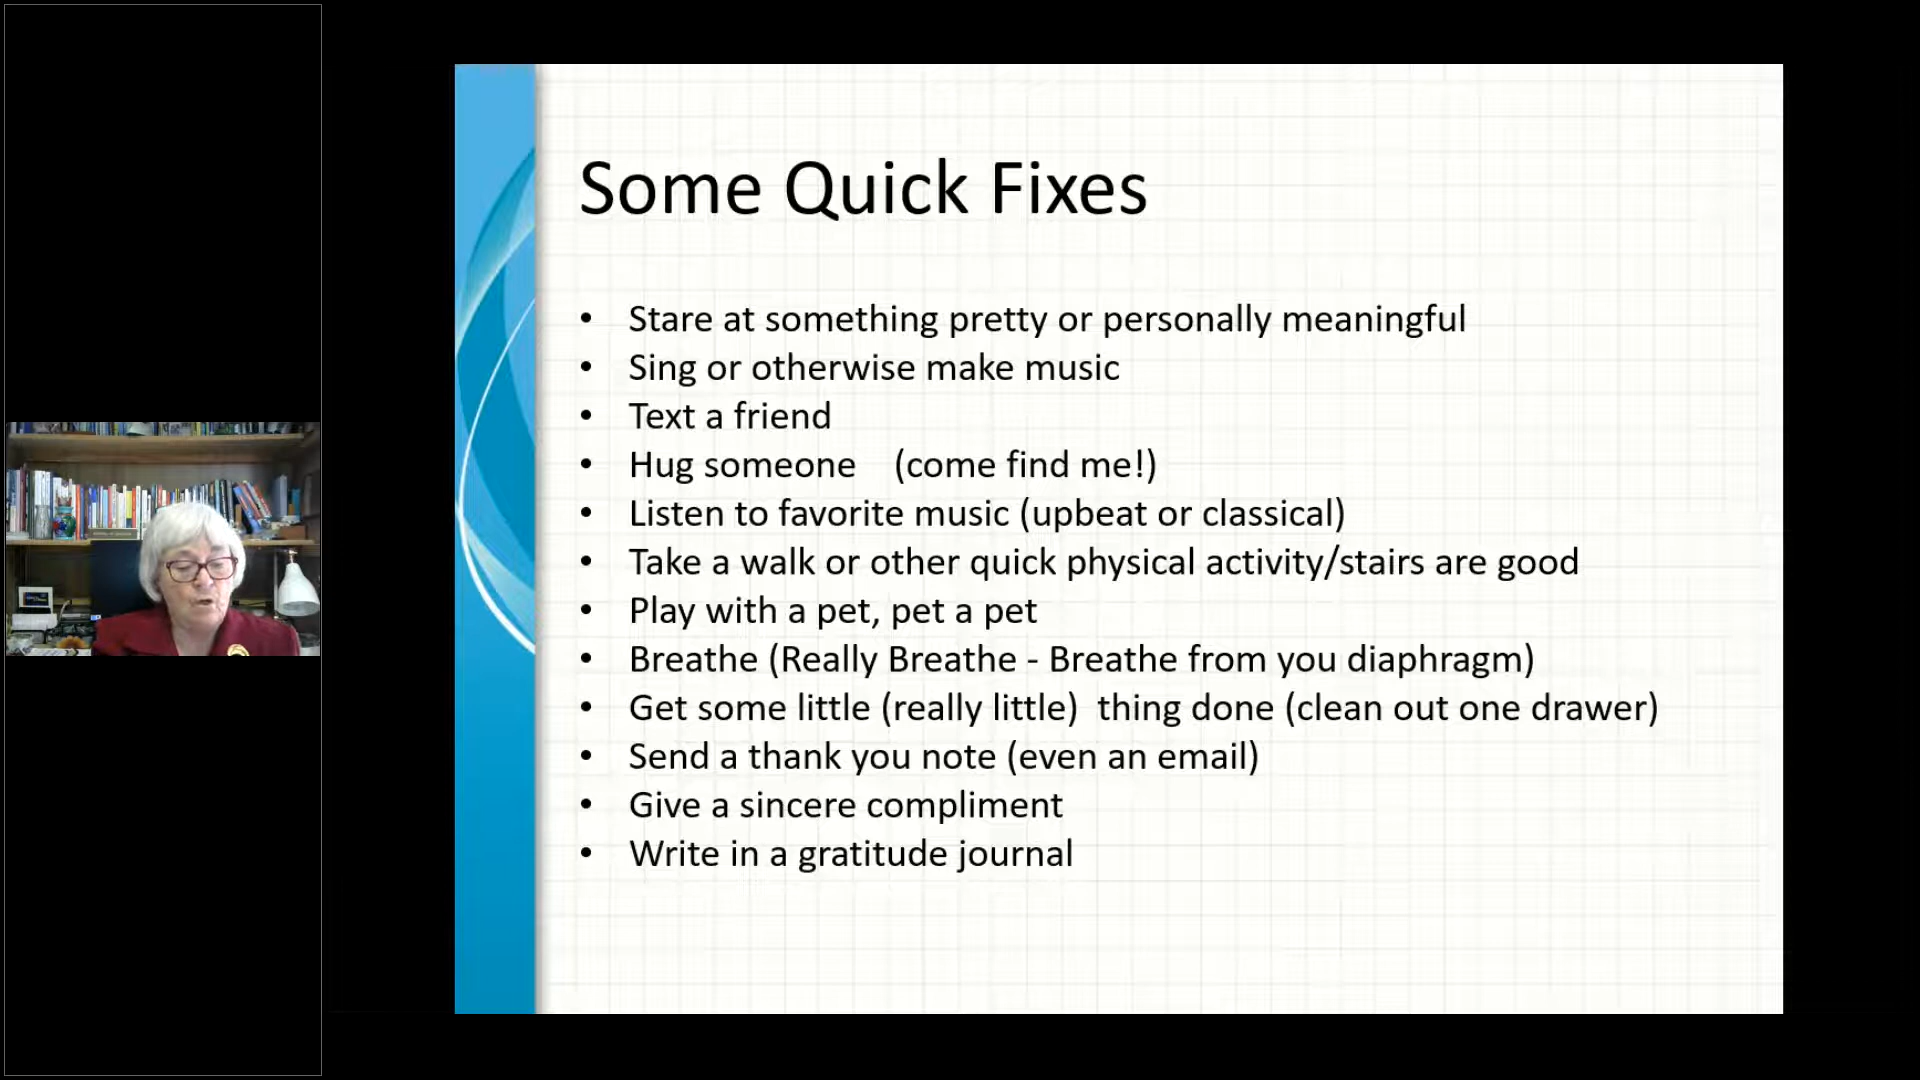 Some Quick Fixes
• Stare at something pretty or personally meaningful
• Sing or otherwise make music
• Text a friend
• Hug someone    (come find me!)
• Listen to favorite music (upbeat or classical)
• Take a walk or other quick physical activity/stairs are good
• Play with a pet, pet a pet
• Breathe (Really Breathe - Breathe from you diaphragm)
• Get some little (really little)  thing done (clean out one drawer)
• Send a thank you note (even an email)
• Give a sincere compliment
• Write in a gratitude journal